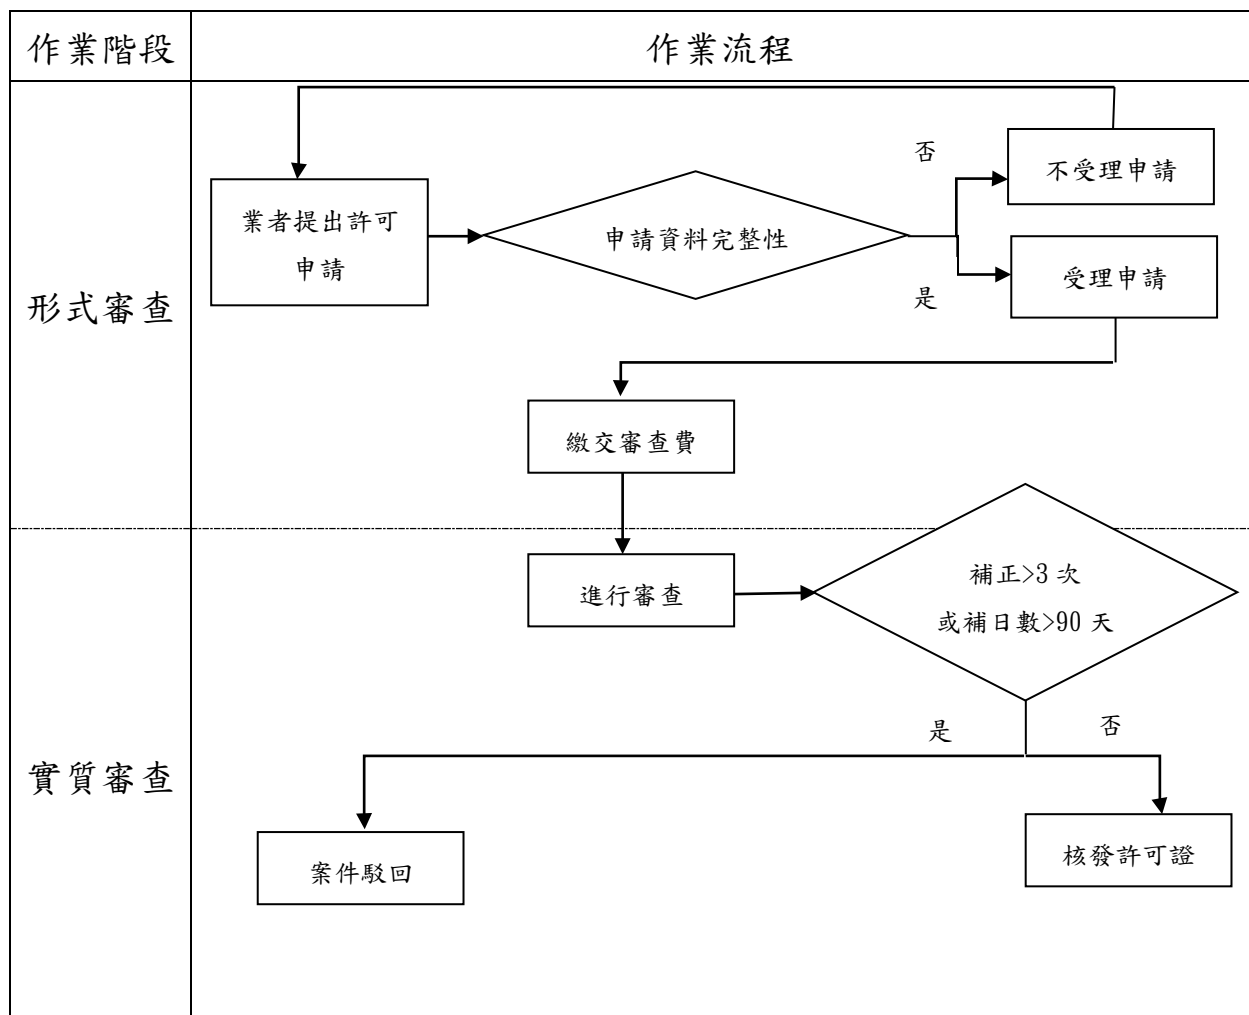 作業階段
作業流程
形式審查
否
不受理申請
業者提出許可
申請
申請資料完整性
是
受理申請
繳交審查費
實質審查
進行審查
補正>3 次
或補日數>90 天
是
否
案件駁回
核發許可證